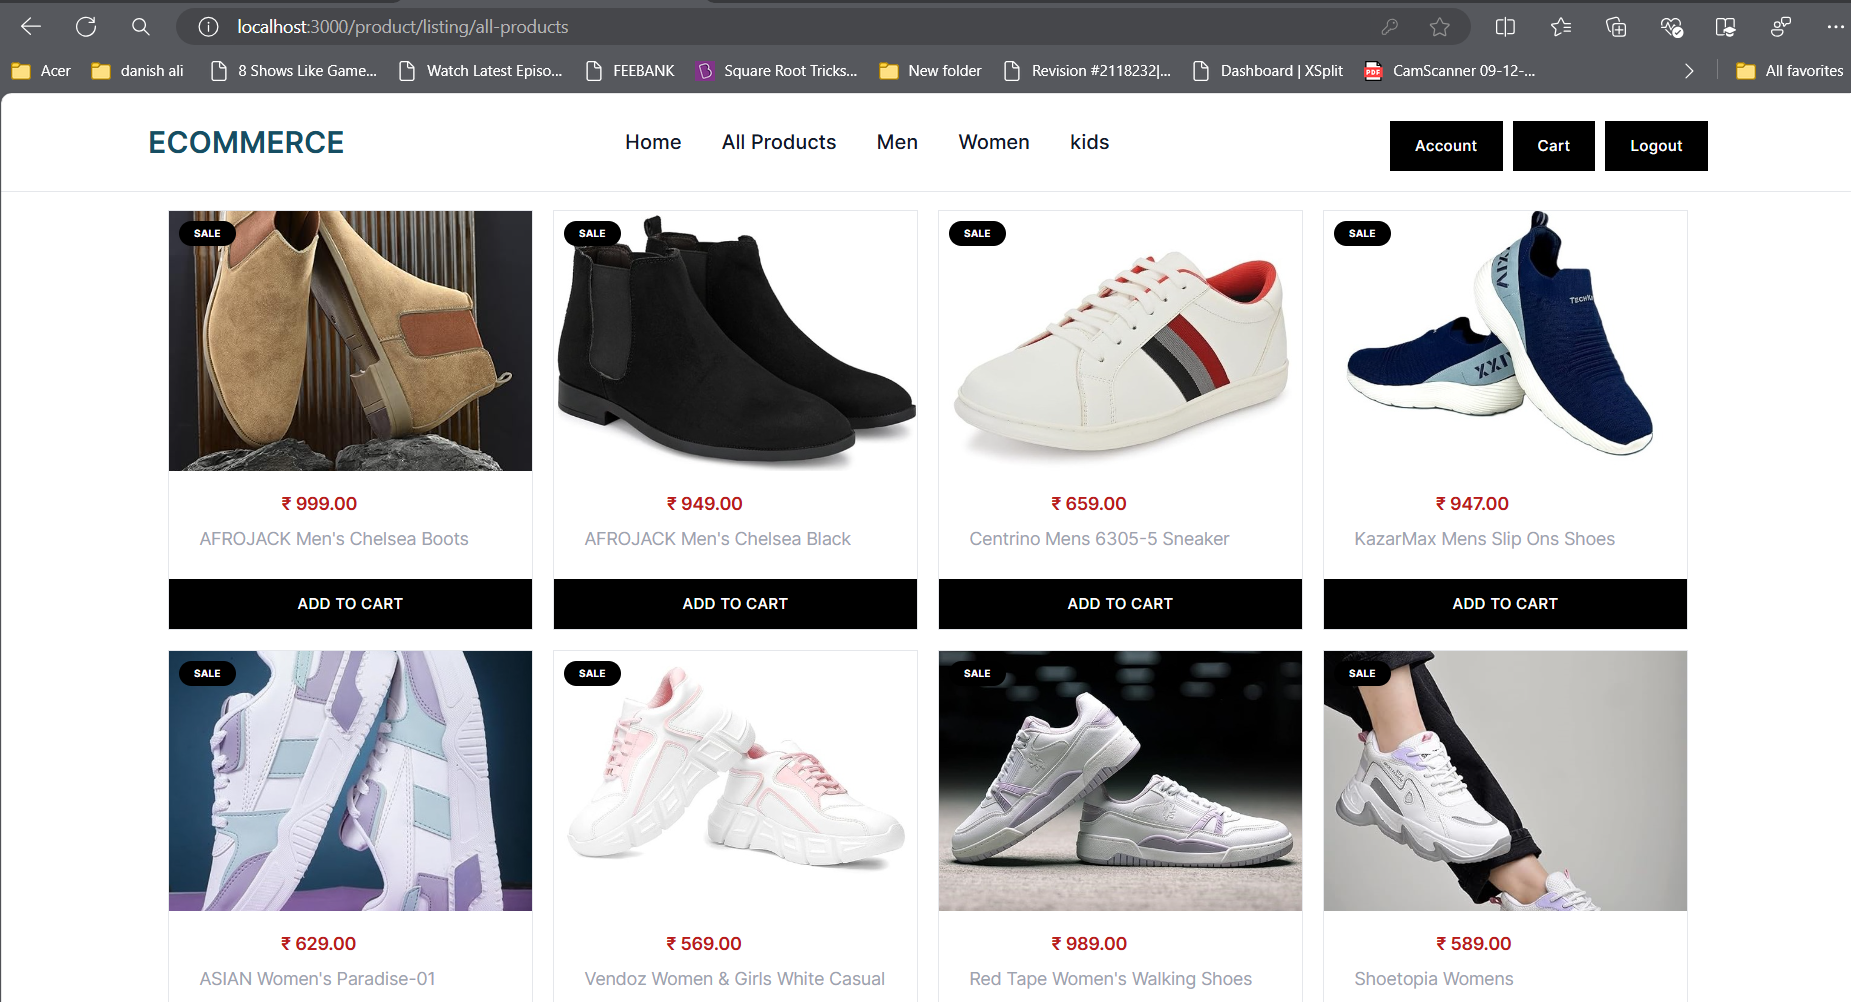 localhost:3000/product/listing/all-products
Acer danish ali 8 Shows Like Game... Watch Latest Episo... FEEBANK Square Root Tricks... New folder Revision #2118232|... Dashboard | XSplit PDF CamScanner 09-12-... All favorites
ECOMMERCE Home All Products Men Women kids Account Cart Logout
SALE SALE SALE SALE
₹ 999.00 ₹ 949.00 ₹ 659.00 ₹ 947.00
AFROJACK Men's Chelsea Boots AFROJACK Men's Chelsea Black Centrino Mens 6305-5 Sneaker KazarMax Mens Slip Ons Shoes
ADD TO CART ADD TO CART ADD TO CART ADD TO CART
SALE SALE SALE SALE
₹ 629.00 ₹ 569.00 ₹ 989.00 ₹ 589.00
ASIAN Women's Paradise-01 Vendoz Women & Girls White Casual Red Tape Women's Walking Shoes Shoetopia Womens